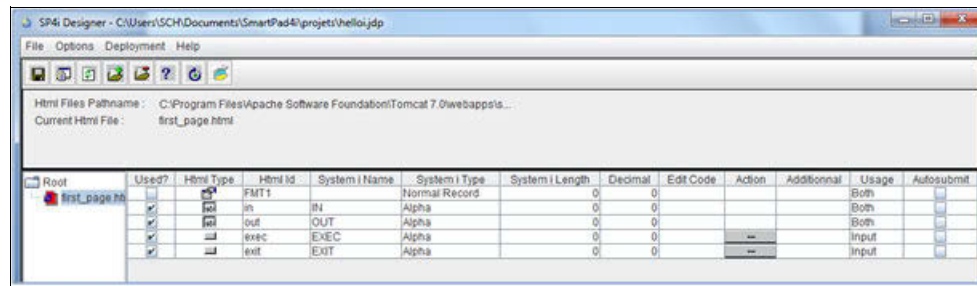 SP4i Designer - C:\Users\SCH\Documents\SmartPad4i\projets\helloi.jdp
File Options Deployment Help
Html Files Pathname : C:\Program Files\Apache Software Foundation\Tomcat 7.0\webapps\s...
Current Html File : first_page.html
Root
first_page.ht
Used? Html Type Html Id System i Name System i Type System i Length Decimal Edit Code Action Additionnal Usage Autosubmit
FMT1 Normal Record 0 0 Both
in IN Alpha 0 0 Both
out OUT Alpha 0 0 Both
exec EXEC Alpha 0 0 ... Input
exit EXIT Alpha 0 0 ... Input